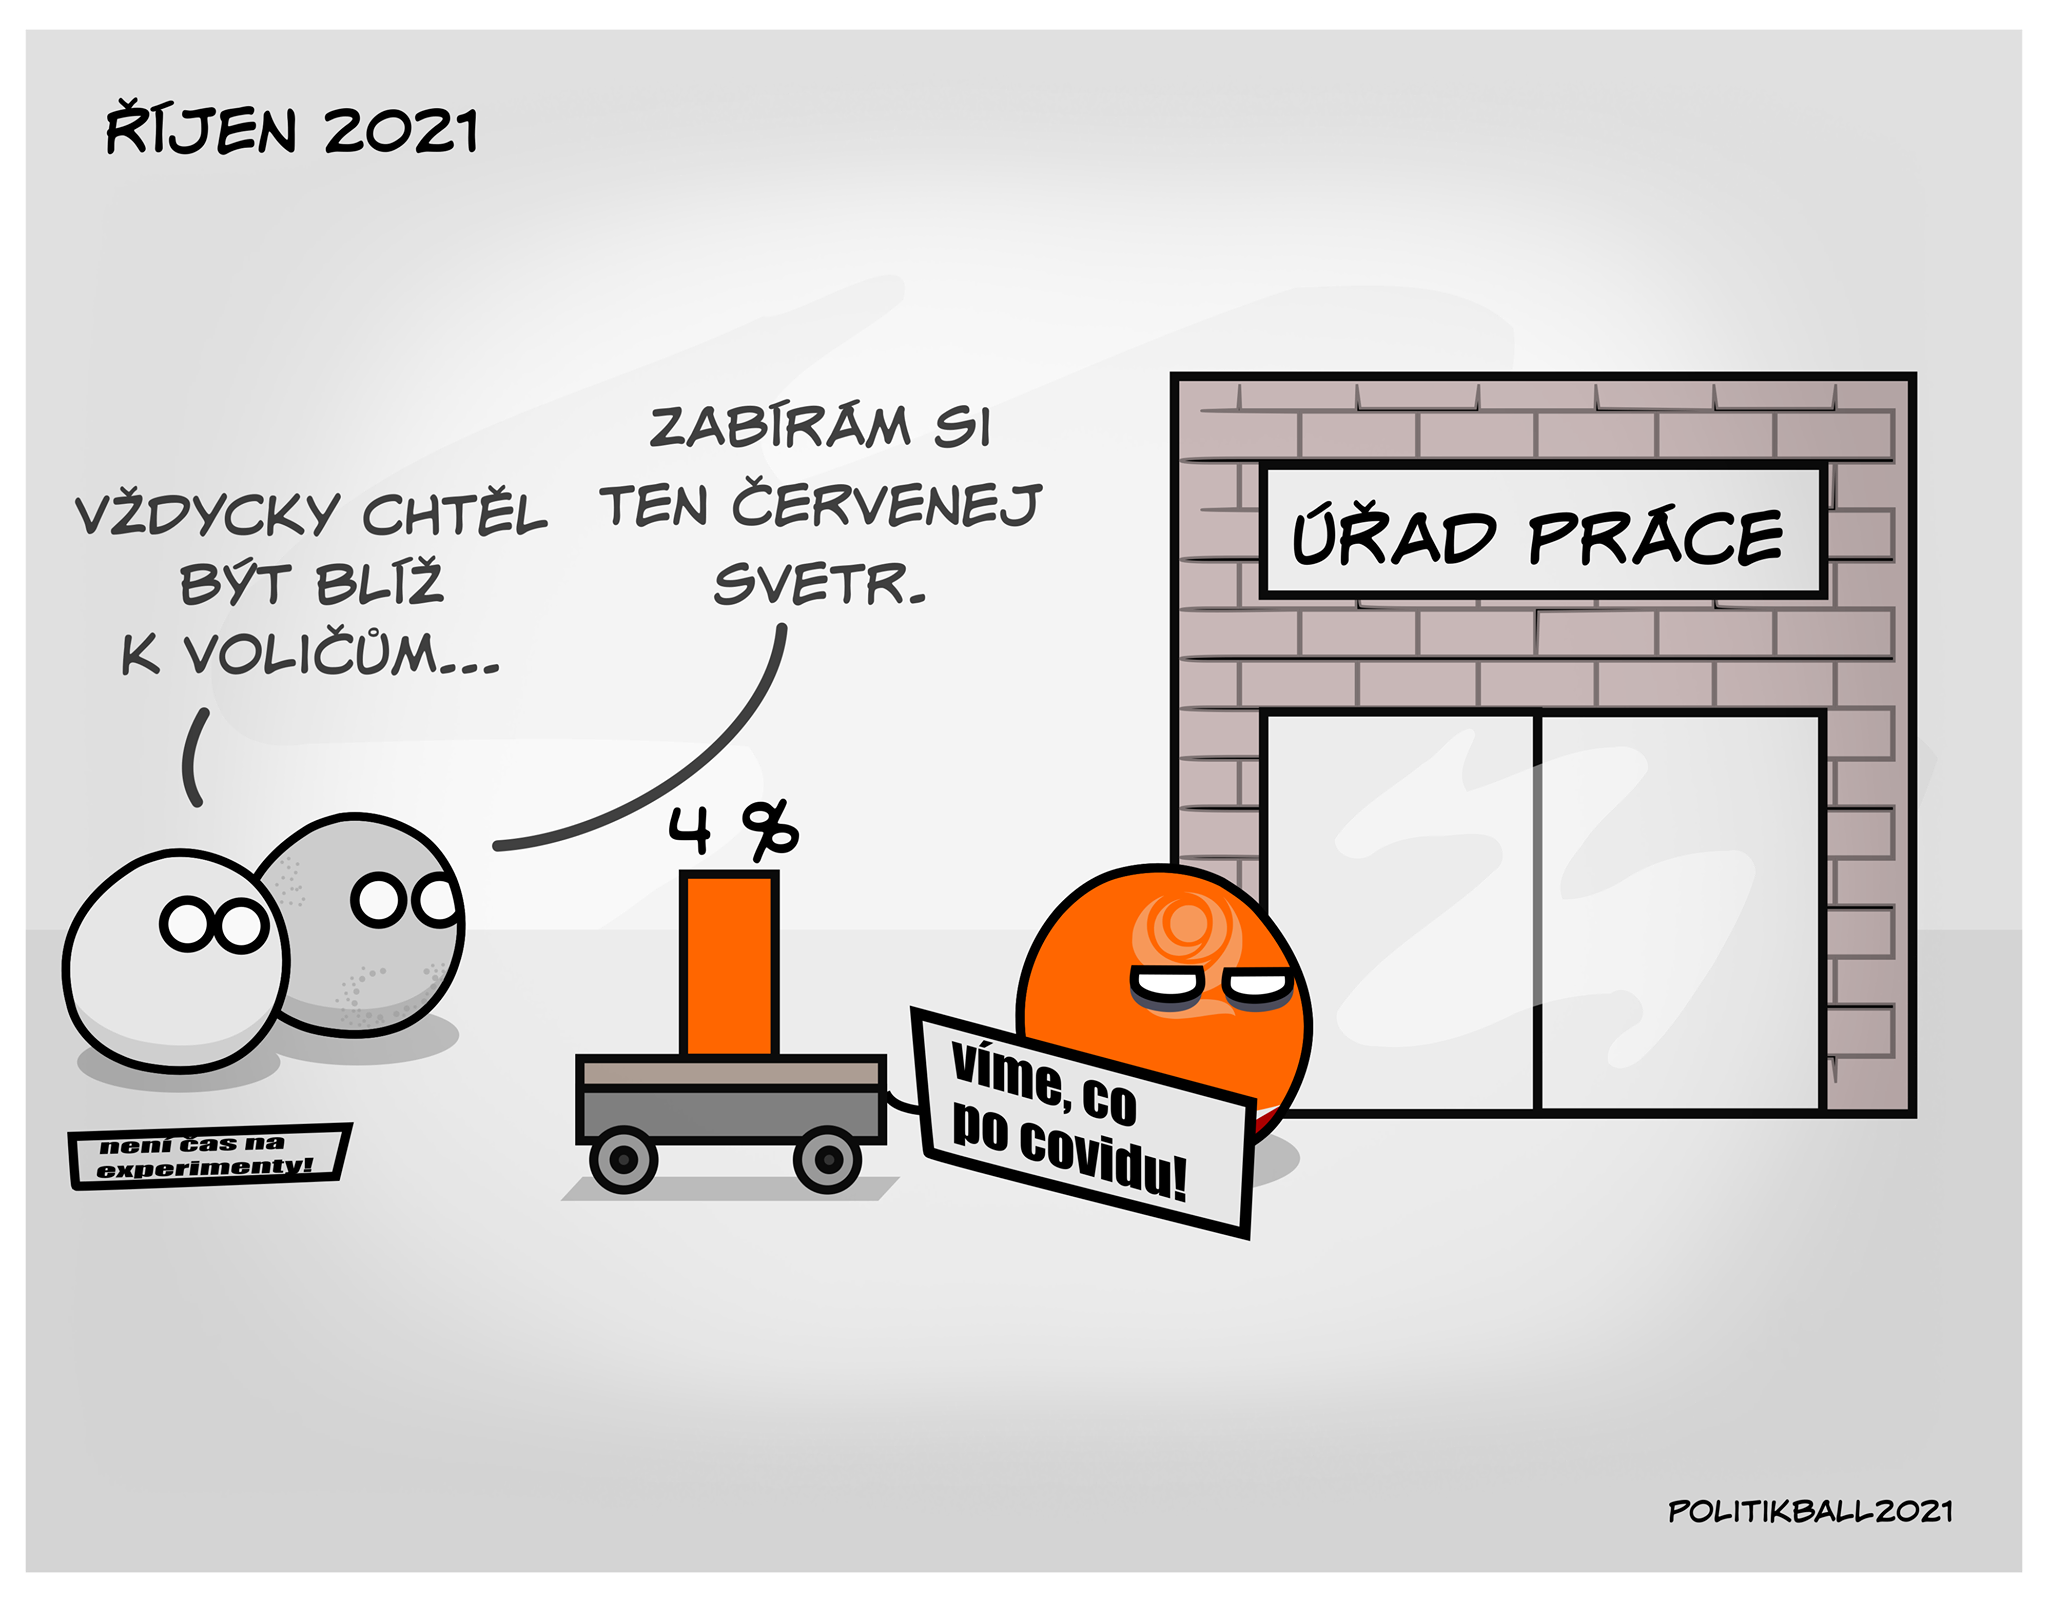 ŘÍJEN 2021
VŽDYCKY CHTĚL
BÝT BLÍŽ
K VOLIČŮM...
ZABÍRÁM SI
TEN ČERVENEJ
SVETR.
ÚŘAD PRÁCE
4 %
víme, co
po covidu!
není čas na
experimenty!
POLITIKBALL2021